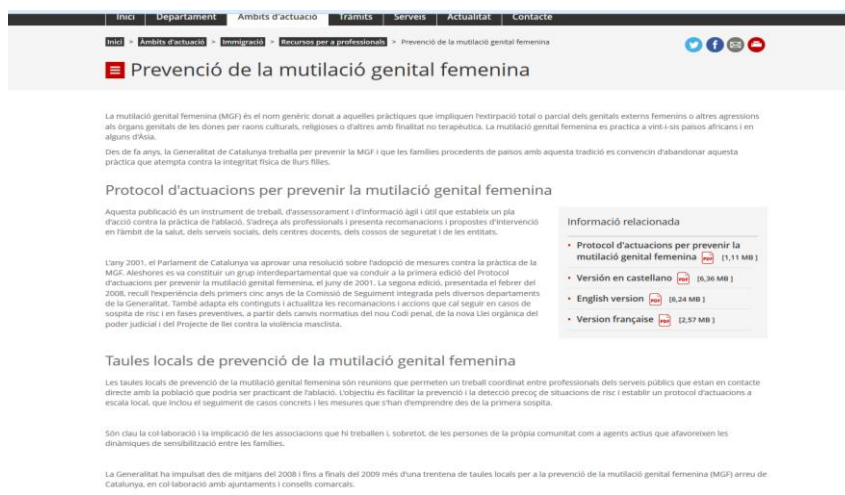 Inici Departament Àmbits d'actuació Tràmits Serveis Actualitat Contacte
Inici > Àmbits d'actuació > Immigració > Recursos per a professionals > Prevenció de la mutilació genital femenina
Prevenció de la mutilació genital femenina
La mutilació genital femenina (MGF) és el nom genèric donat a aquelles pràctiques que impliquen l'extirpació total o parcial dels genitals externs femenins o altres agressions
als òrgans genitals de les dones per raons culturals, religioses o d'altres amb finalitat no terapèutica. La mutilació genital femenina es practica a vint-i-sis països africans i en
alguns d'Àsia.
Des de fa anys, la Generalitat de Catalunya treballa per prevenir la MGF i que les famílies procedents de països amb aquesta tradició es convencin d'abandonar aquesta
pràctica que atempta contra la integritat física de llurs filles.
Protocol d'actuacions per prevenir la mutilació genital femenina
Aquesta publicació és un instrument de treball, d'assessorament i d'informació àgil i útil que estableix un pla
d'acció contra la pràctica de l'ablació. S'adreça als professionals i presenta recomanacions i propostes d'intervenció
en l'àmbit de la salut, dels serveis socials, dels centres docents, dels cossos de seguretat i de les entitats.
L'any 2001, el Parlament de Catalunya va aprovar una resolució sobre l'adopció de mesures contra la pràctica de la
MGF. Aleshores es va constituir un grup interdepartamental que va conduir a la primera edició del Protocol
d'actuacions per prevenir la mutilació genital femenina, el juny de 2001. La segona edició, presentada el febrer del
2008, recull l'experiència dels primers cinc anys de la Comissió de Seguiment integrada pels diversos departaments
de la Generalitat. També adapta els continguts i actualitza les recomanacions i accions que cal seguir en casos de
sospita de risc i en fases preventives, a partir dels canvis normatius del nou Codi penal, de la nova Llei orgànica del
poder judicial i del Projecte de llei contra la violència masclista.
Informació relacionada
Protocol d'actuacions per prevenir la
mutilació genital femenina PDF [1,11 MB ]
Versión en castellano PDF [6,36 MB ]
English version PDF [6,24 MB ]
Version française PDF [2,57 MB ]
Taules locals de prevenció de la mutilació genital femenina
Les taules locals de prevenció de la mutilació genital femenina són reunions que permeten un treball coordinat entre professionals dels serveis públics que estan en contacte
directe amb la població que podria ser practicant de l'ablació. L'objectiu és facilitar la prevenció i la detecció precoç de situacions de risc i establir un protocol d'actuacions a
escala local, que inclou el seguiment de casos concrets i les mesures que s'han d'emprendre des de la primera sospita.
Són clau la col·laboració i la implicació de les associacions que hi treballen i, sobretot, de les persones de la pròpia comunitat com a agents actius que afavoreixen les
dinàmiques de sensibilització entre les famílies.
La Generalitat ha impulsat des de mitjans del 2008 i fins a finals del 2009 més d'una trentena de taules locals per a la prevenció de la mutilació genital femenina (MGF) arreu de
Catalunya, en col·laboració amb ajuntaments i consells comarcals.